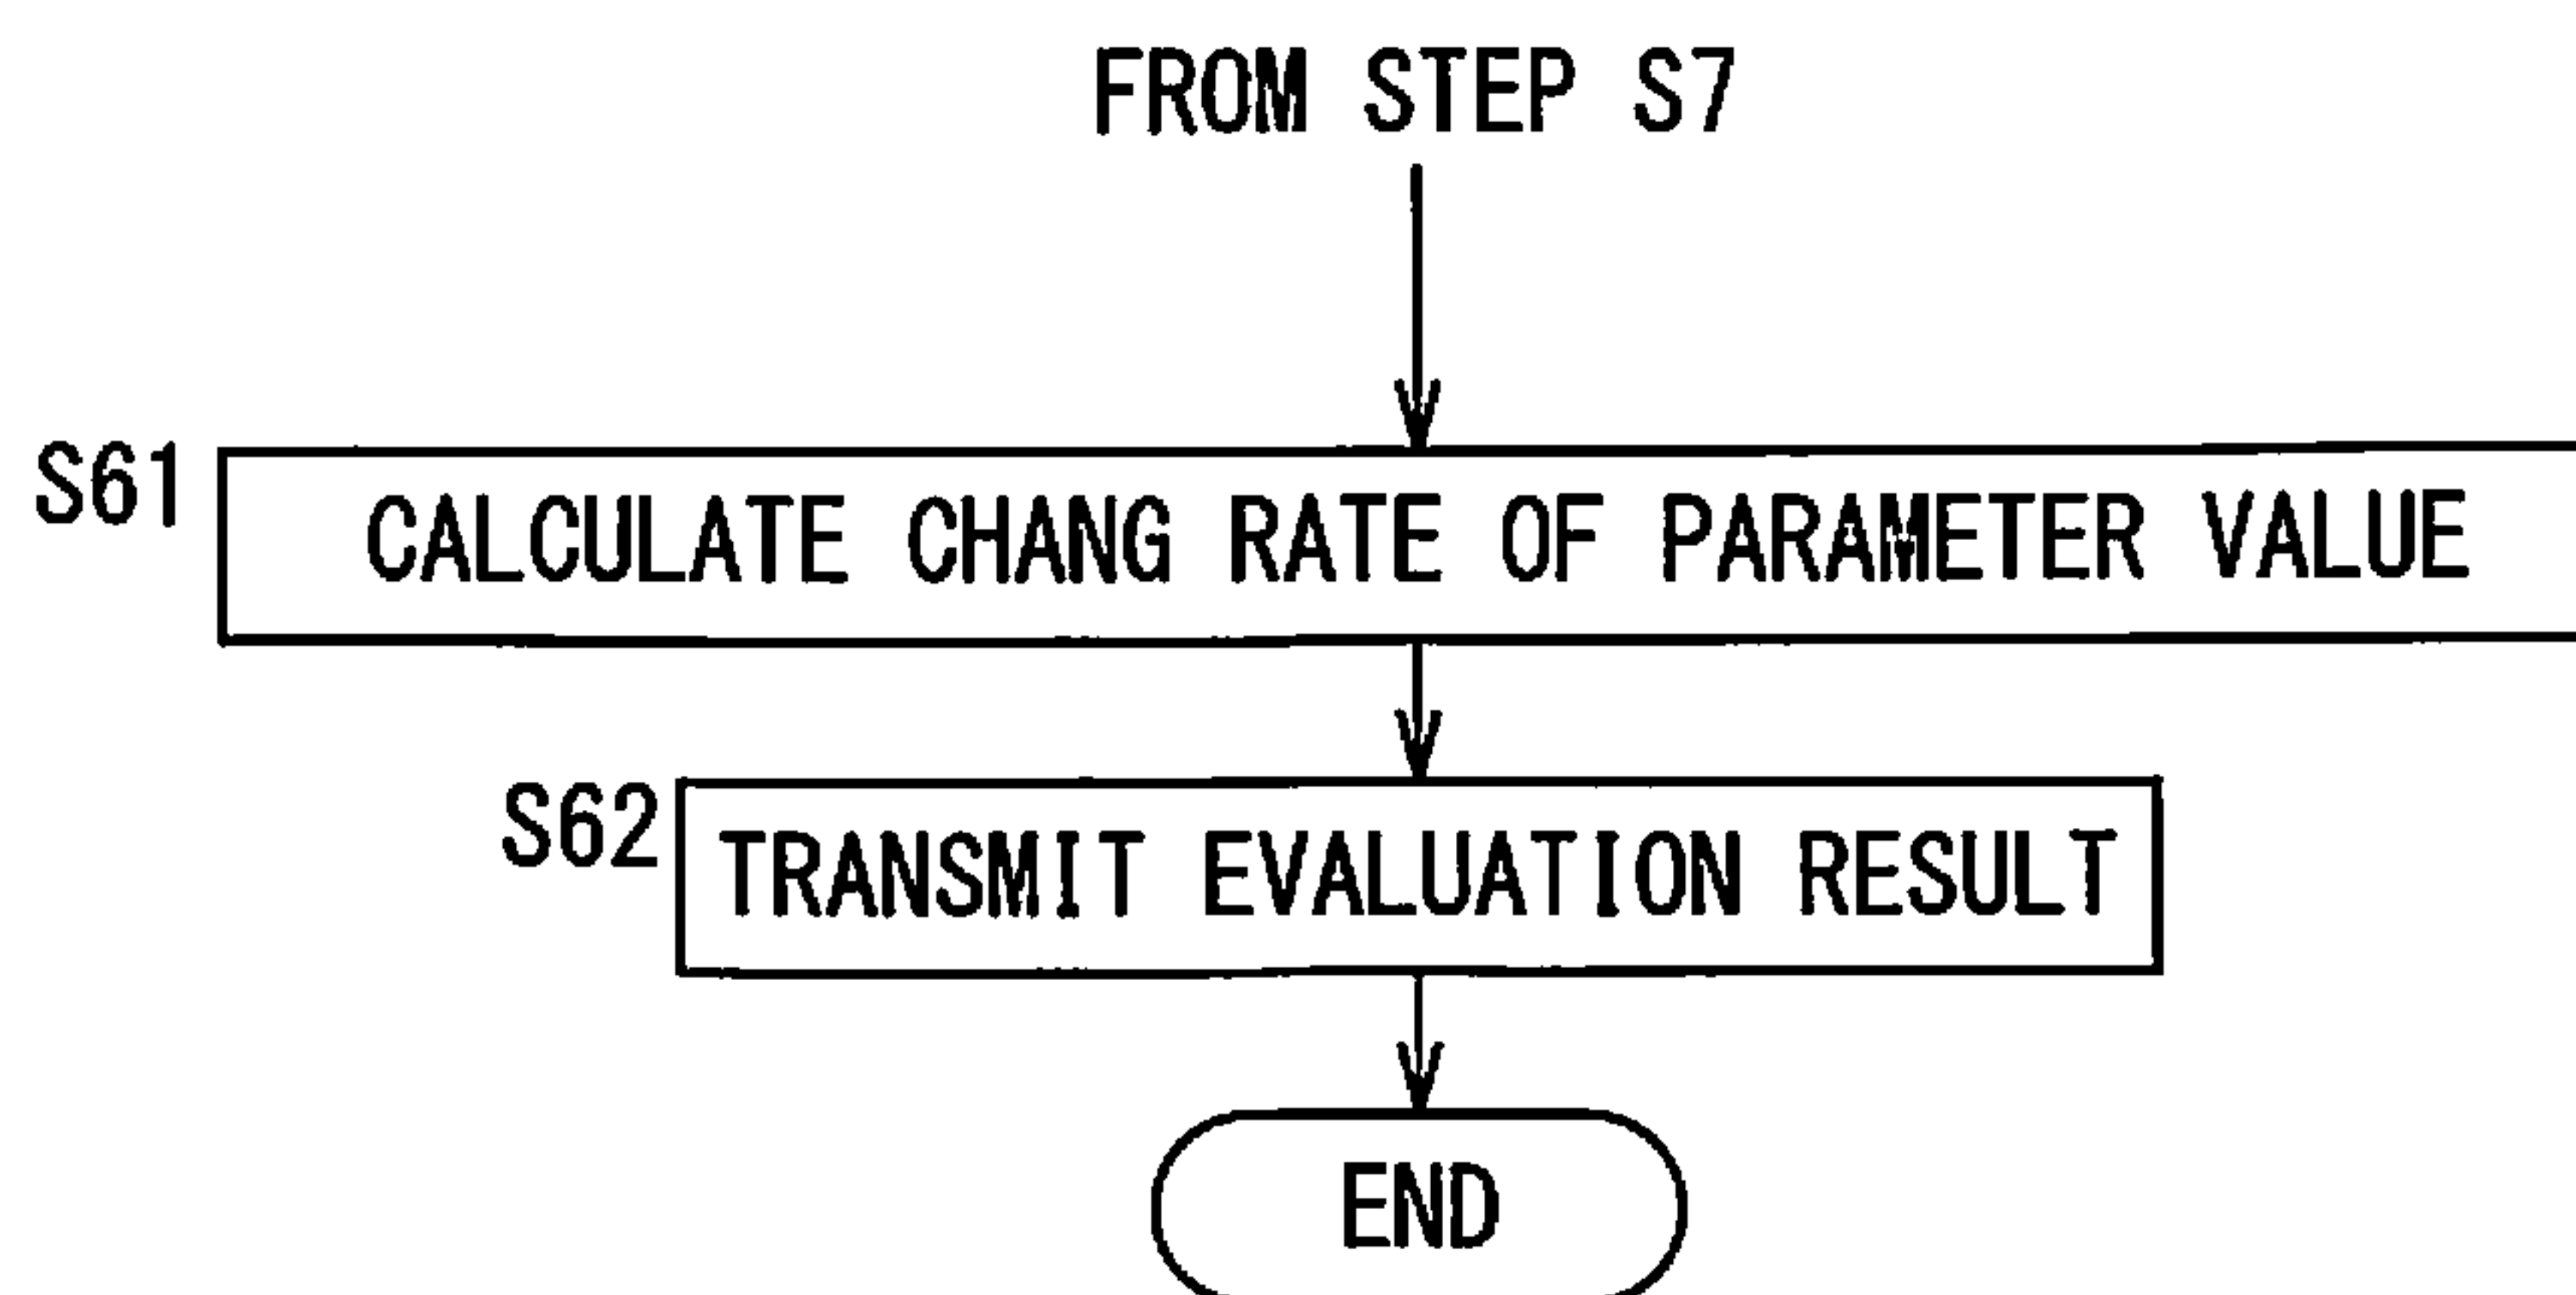 FROM STEP S7
S61 CALCULATE CHANG RATE OF PARAMETER VALUE
S62 TRANSMIT EVALUATION RESULT
END